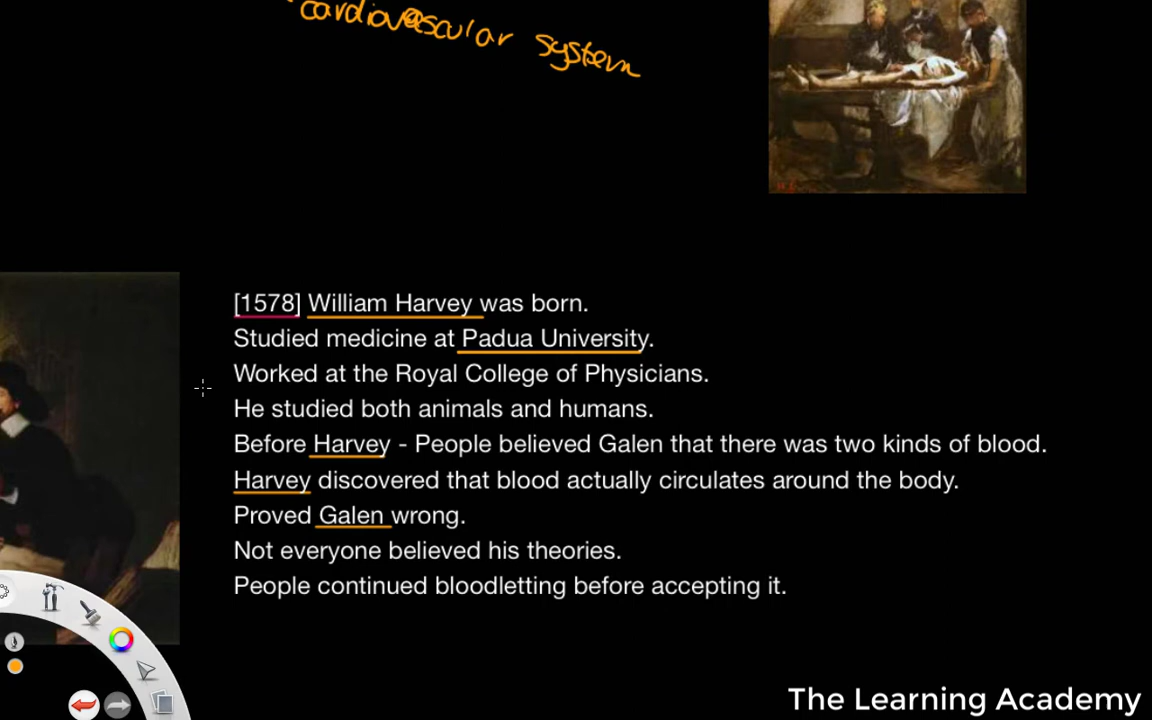 cardiovascular system
[1578] William Harvey was born.
Studied medicine at Padua University.
Worked at the Royal College of Physicians.
He studied both animals and humans.
Before Harvey - People believed Galen that there was two kinds of blood.
Harvey discovered that blood actually circulates around the body.
Proved Galen wrong.
Not everyone believed his theories.
People continued bloodletting before accepting it.
The Learning Academy